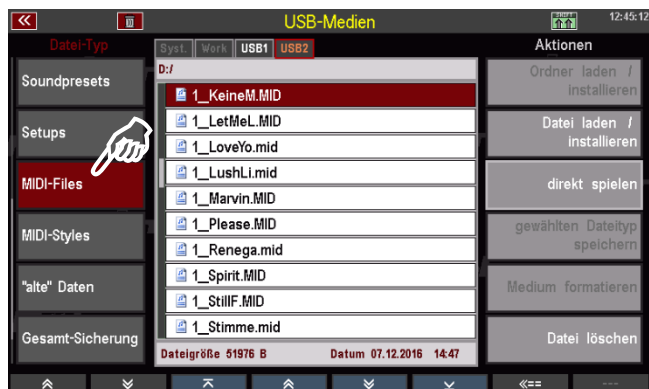 USB-Medien
12:45:12
Datei-Typ
Syst. Work USB1 USB2
Aktionen
D:/
Soundpresets
Setups
MIDI-Files
MIDI-Styles
"alte" Daten
Gesamt-Sicherung
1_KeineM.MID
1_LetMeL.MID
1_LoveYo.mid
1_LushLi.mid
1_Marvin.MID
1_Please.MID
1_Renega.mid
1_Spirit.MID
1_StillF.MID
1_Stimme.mid
Dateigröße 51976 B Datum 07.12.2016 14:47
Ordner laden /
installieren
Datei laden /
installieren
direkt spielen
gewählten Dateityp
speichern
Medium formatieren
Datei löschen
«==
---